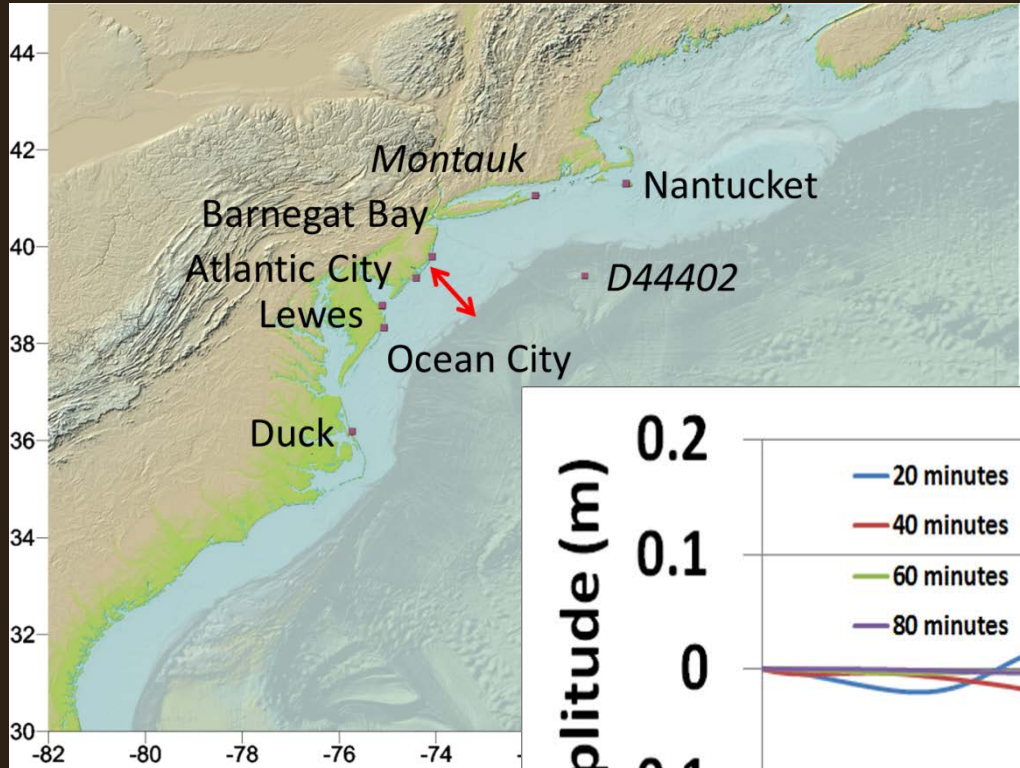 44
42
40
38
36
34
32
30
-82
-80
-78
-76
-74
Montauk
Nantucket
Barnegat Bay
Atlantic City
D44402
Lewes
Ocean City
Duck
plitude (m)
0.2
0.1
0
20 minutes
40 minutes
60 minutes
80 minutes